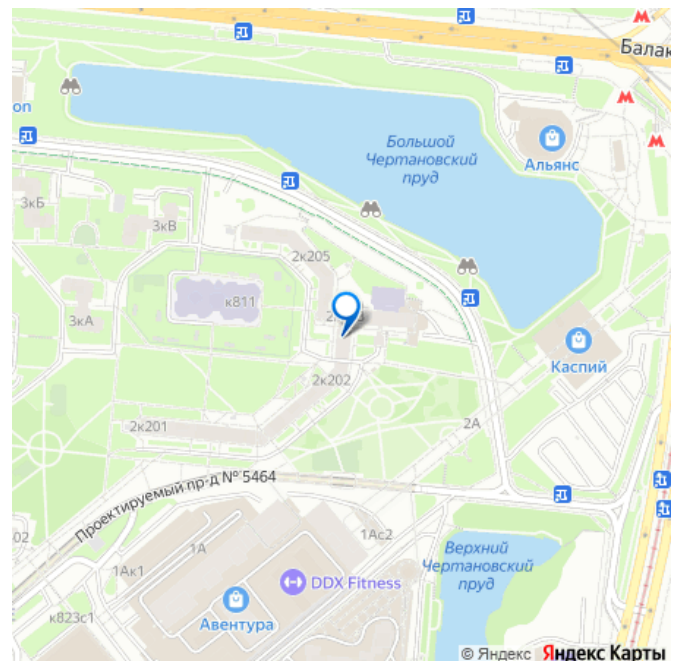 Балак
on
Большой
Чертановский
пруд
Альянс
3кБ
3кВ
2к205
к811
3кА
Каспий
2к202
2А
2к201
Проектируемый пр-д № 5464
02
1Ас2
1А
Верхний
Чертановский
пруд
1Ак1
DDX Fitness
к823с1
Авентура
© Яндекс Яндекс Карты